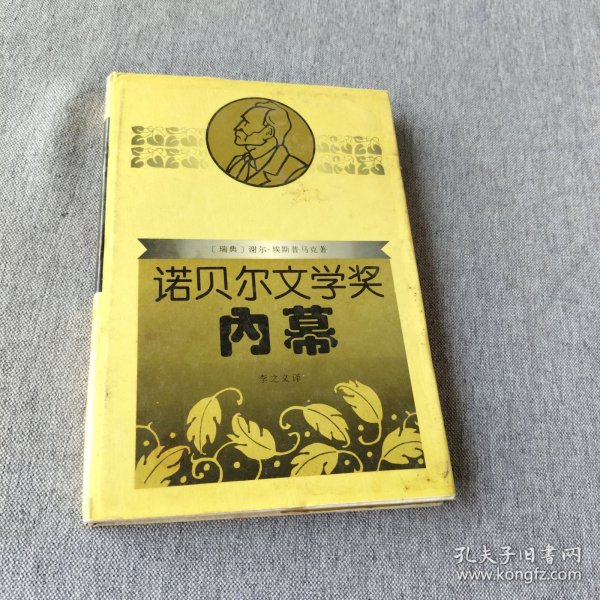 〔瑞典〕谢尔·埃斯普马克著
诺贝尔文学奖
内幕
李之义译
孔夫子旧书网
www.kongfz.com